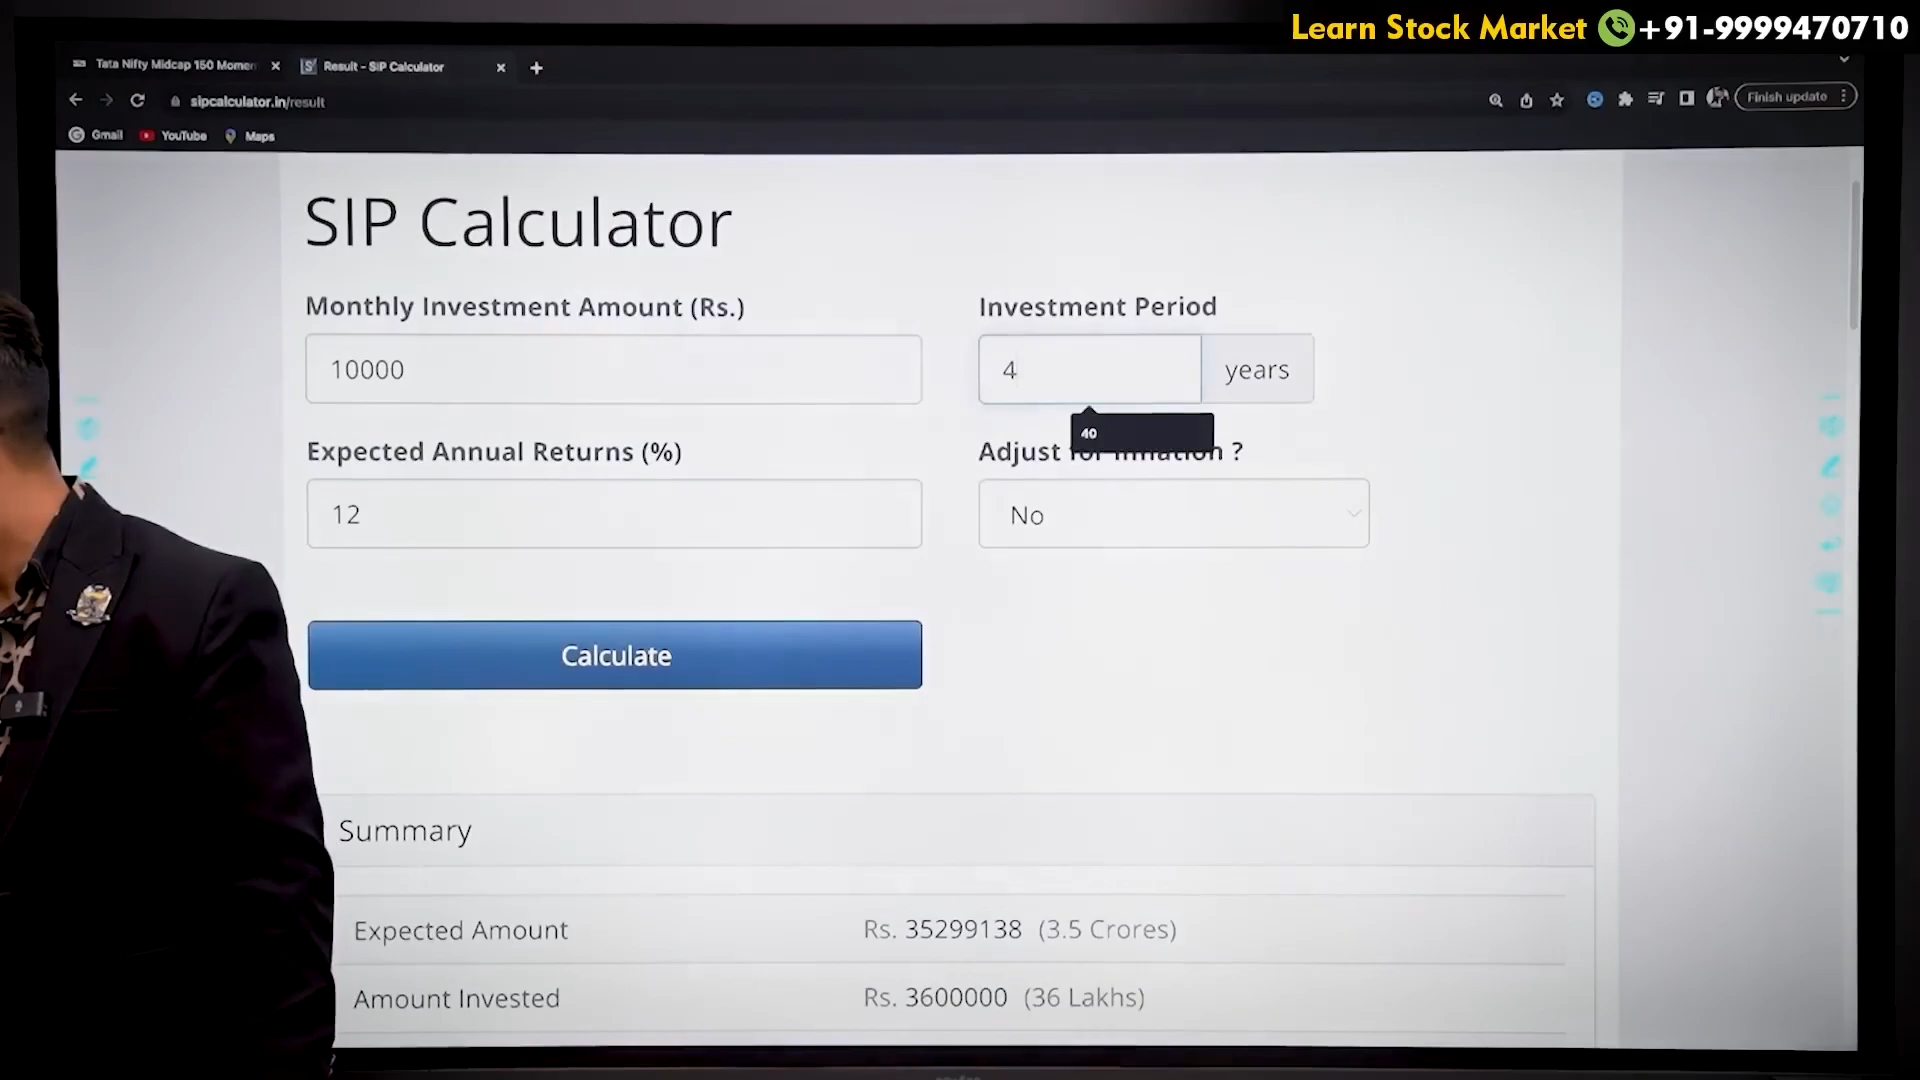 Learn Stock Market +91-9999470710
Tata Nifty Midcap 150 Momen
Result - SIP Calculator
sipcalculator.in/result
Finish update
Gmail YouTube Maps
SIP Calculator
Monthly Investment Amount (Rs.)
Investment Period
10000
4 years
40
Expected Annual Returns (%)
Adjust for Inflation ?
12
No
Calculate
Summary
Expected Amount Rs. 35299138 (3.5 Crores)
Amount Invested Rs. 3600000 (36 Lakhs)